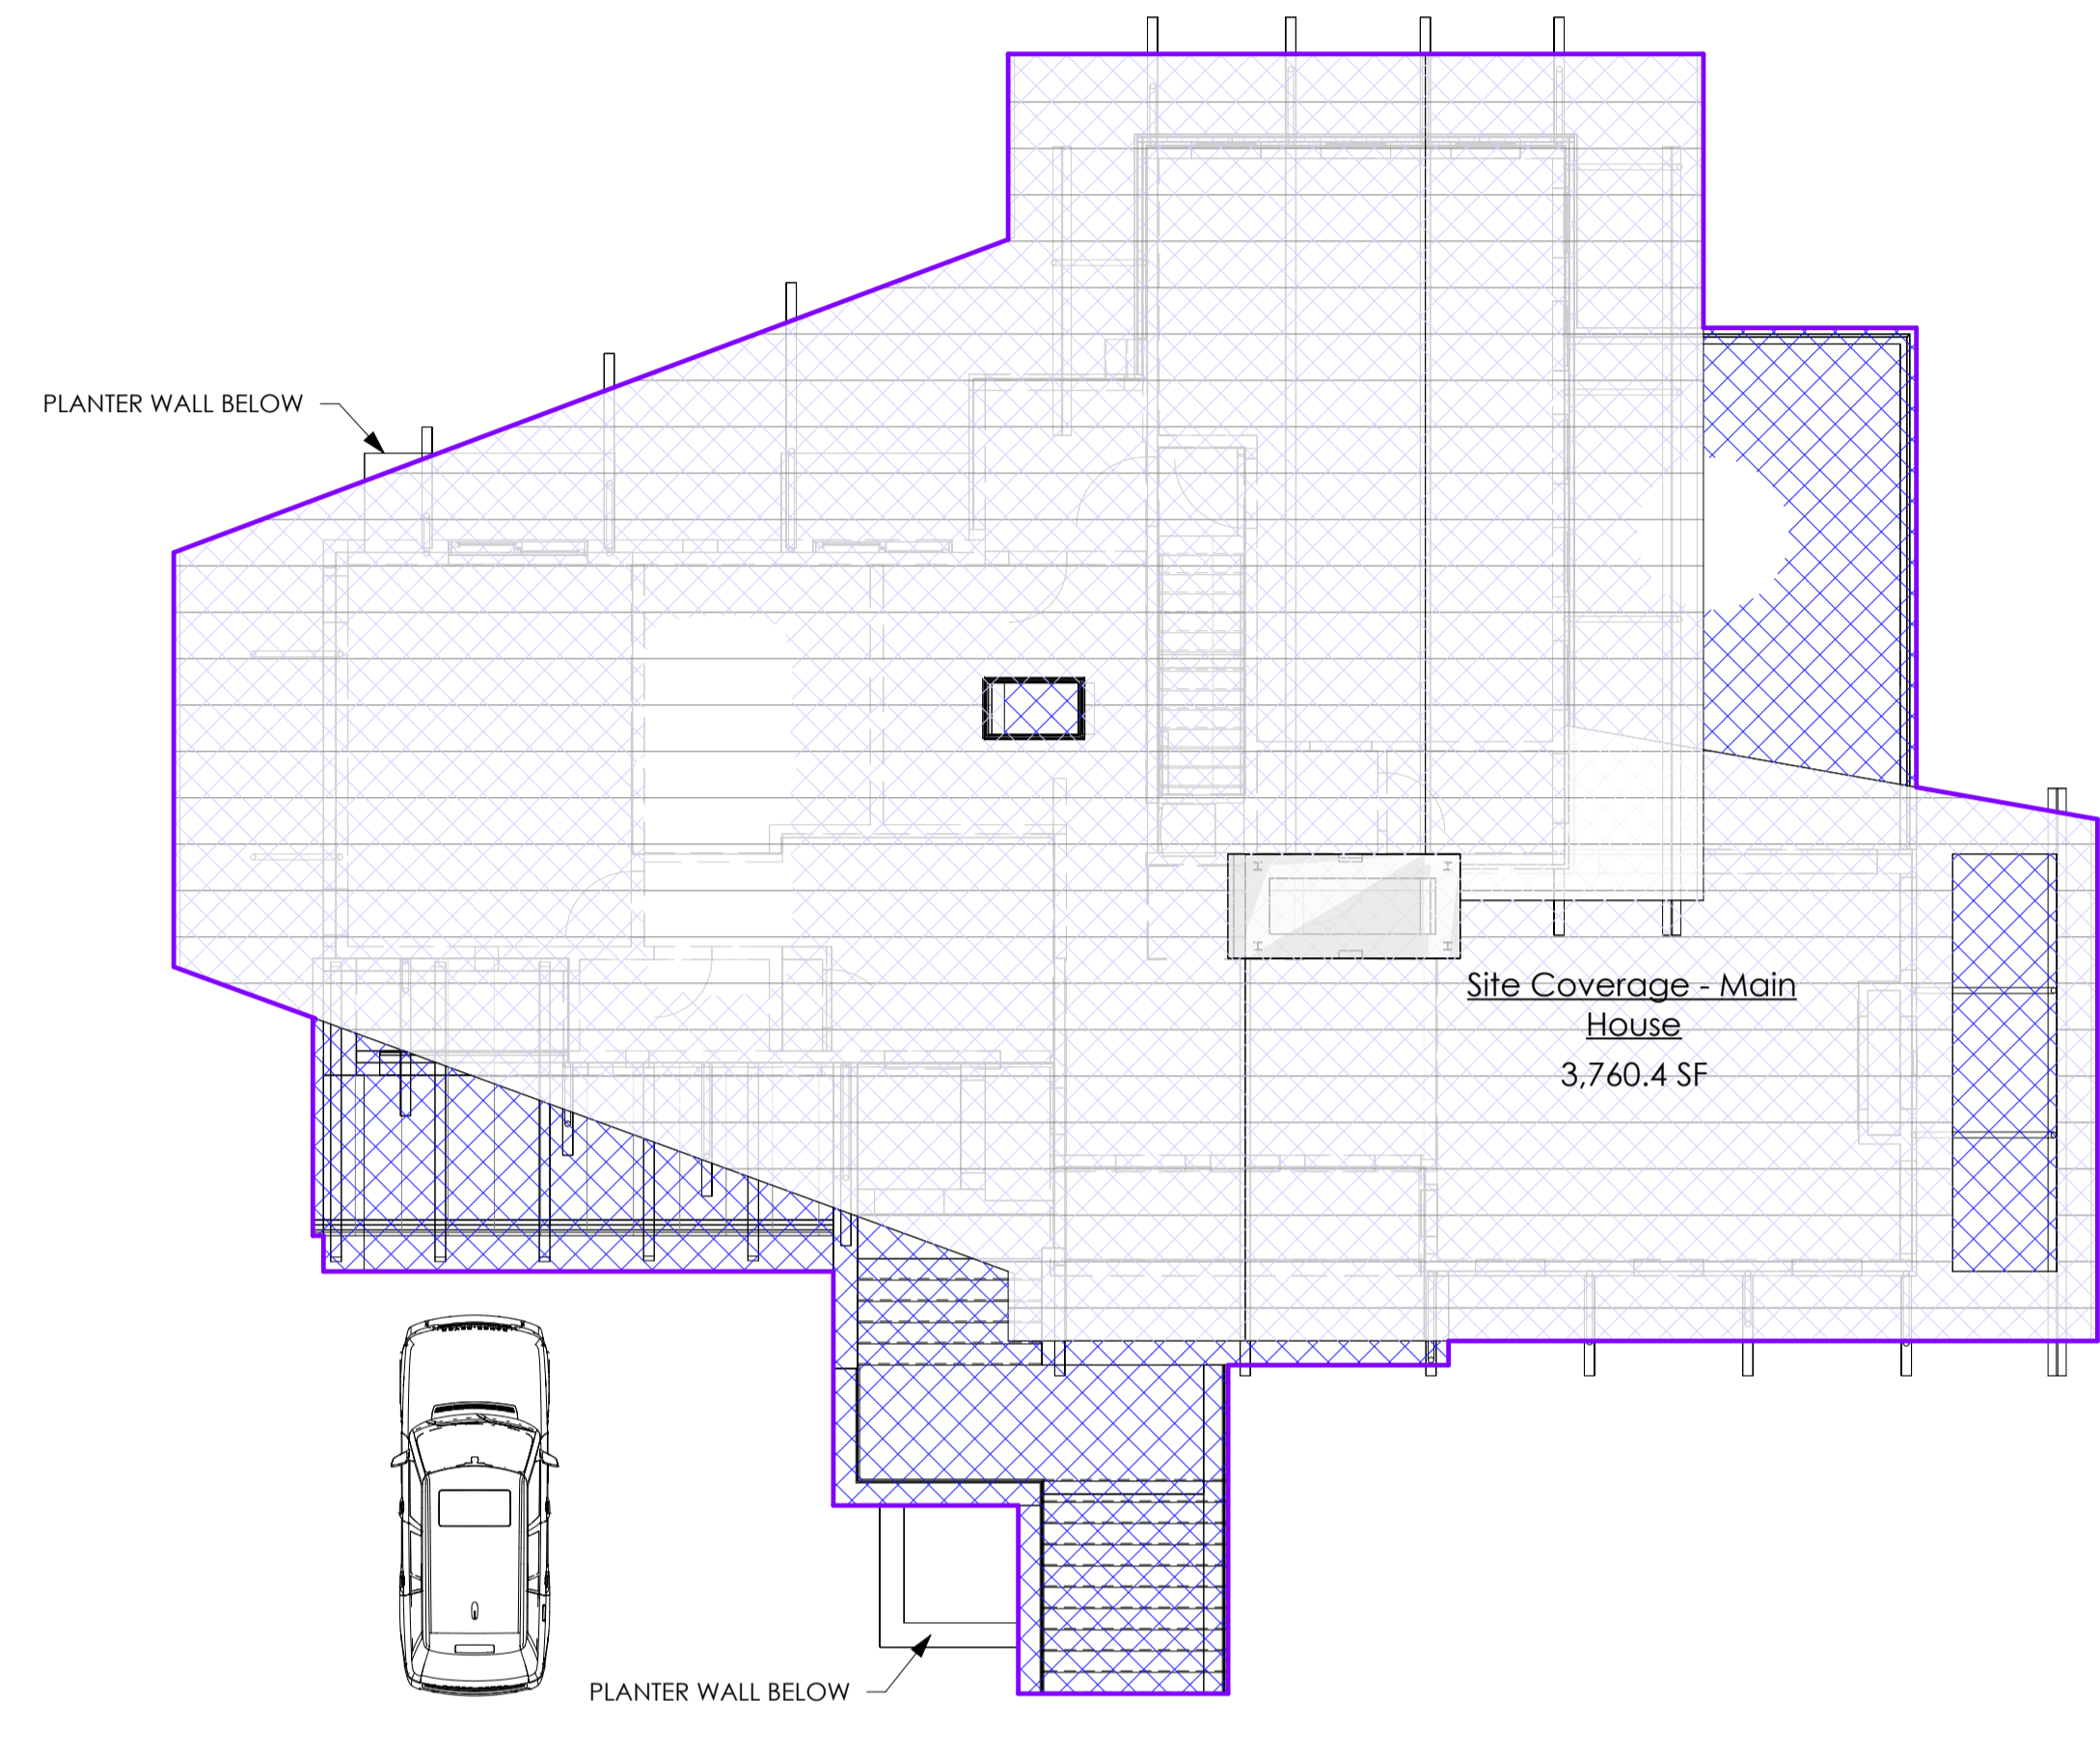 PLANTER WALL BELOW
Site Coverage - Main
House
3,760.4 SF
PLANTER WALL BELOW